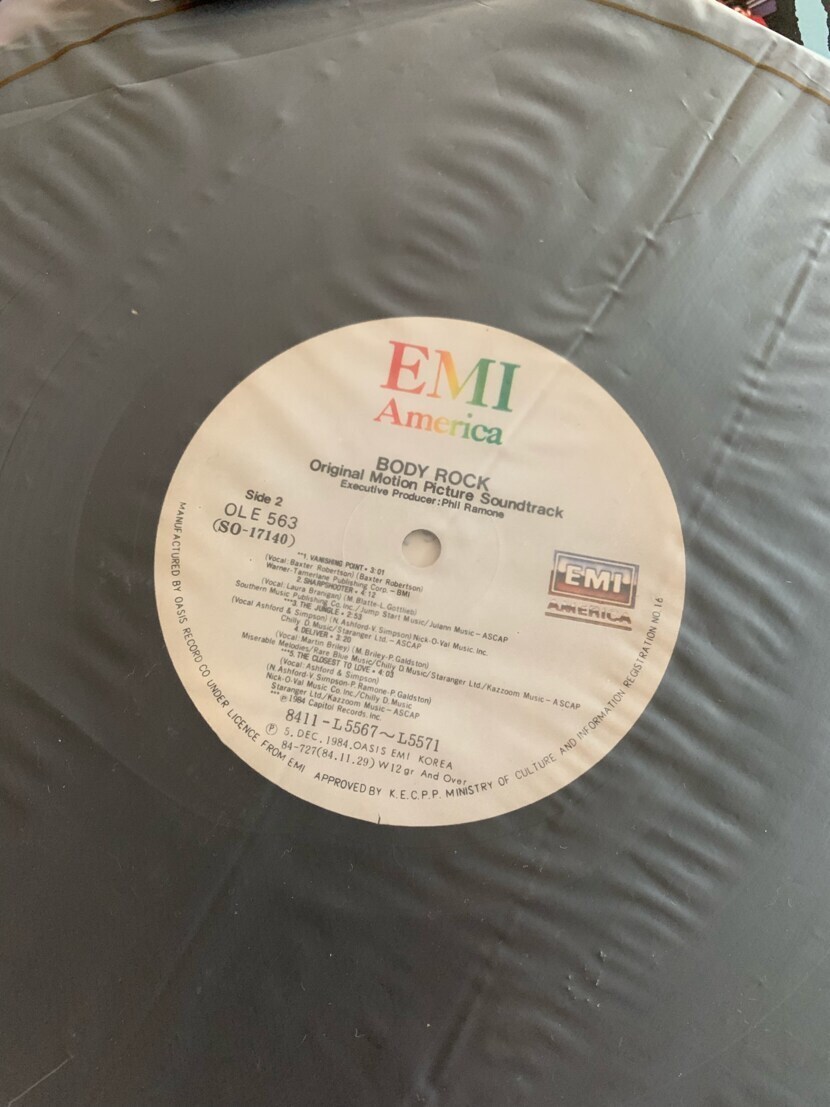 EMI
America
BODY ROCK
Original Motion Picture Soundtrack
Executive Producer: Phil Ramone
Side 2
OLE 563
(SO-17140)
**1. VANISHING POINT • 3:01
(Vocal: Baxter Robertson) (Baxter Robertson)
Warner-Tamerlane Publishing Corp. – BMI
2. SHARPSHOOTER • 4:12
(Vocal: Laura Branigan) (M. Blatte-L. Gottlieb)
Southern Music Publishing Co. Inc./Jump Start Music/Julann Music – ASCAP
***3. THE JUNGLE • 2:53
(Vocal Ashford & Simpson) (N. Ashford-V. Simpson) Nick-O-Val Music Inc.
Chilly D. Music/Staranger Ltd. – ASCAP
4. DELIVER • 3:20
(Vocal: Martin Briley) (M. Briley-P. Galdston)
Miserable Melodies/Rare Blue Music/Chilly D. Music/Staranger Ltd./Kazzoom Music – ASCAP
***5. THE CLOSEST TO LOVE • 4:03
(Vocal: Ashford & Simpson)
(N. Ashford-V. Simpson-P. Ramone-P. Galdston)
Nick-O-Val Music Co. Inc./Chilly D. Music
Staranger Ltd./Kazzoom Music – ASCAP
***℗ 1984 Capitol Records, Inc.
8411-L5567~L5571
℗ 5. DEC. 1984. OASIS EMI KOREA
84-727(84.11.29) W12gr And Over
EMI
AMERICA
MANUFACTURED BY OASIS RECORD CO UNDER LICENCE FROM EMI APPROVED BY K.E.C.P.P. MINISTRY OF CULTURE AND INFORMATION REGISTRATION NO.16